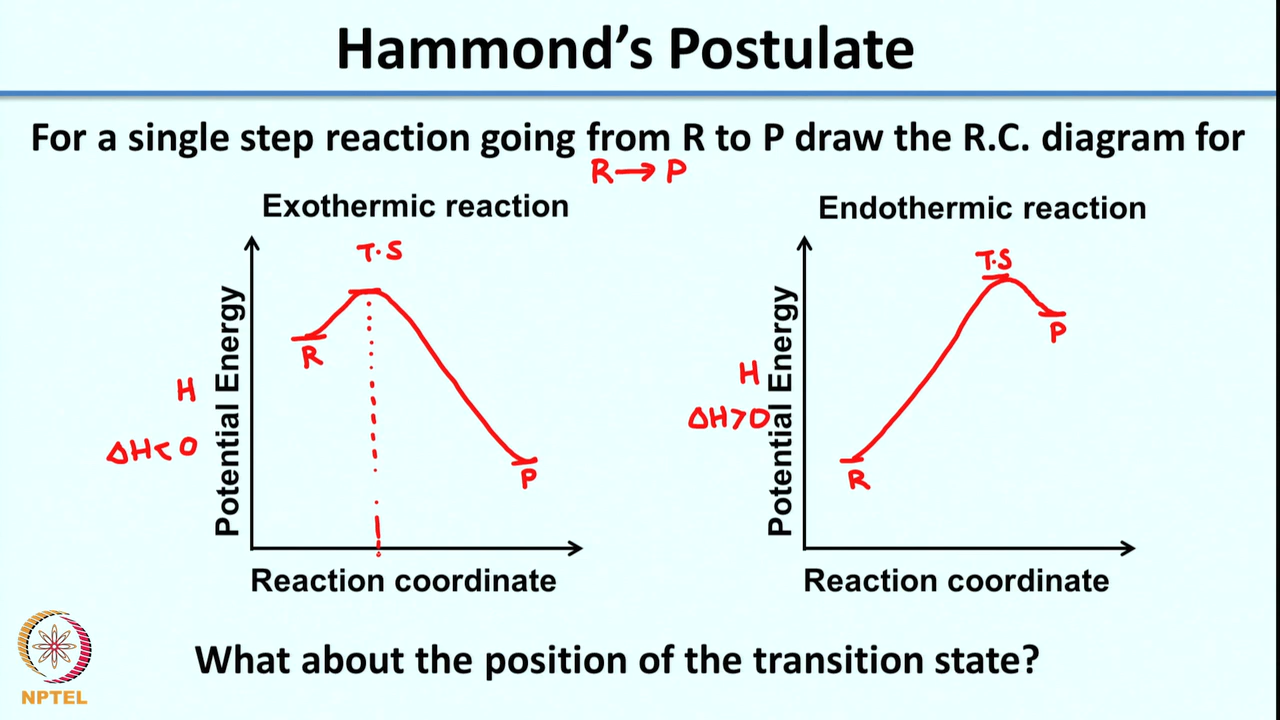 Hammond's Postulate
For a single step reaction going from R to P draw the R.C. diagram for
R → P
Exothermic reaction
T.S
R
P
H
ΔH < 0
Potential Energy
Reaction coordinate
Endothermic reaction
T.S
P
R
H
ΔH > 0
Potential Energy
Reaction coordinate
What about the position of the transition state?
NPTEL